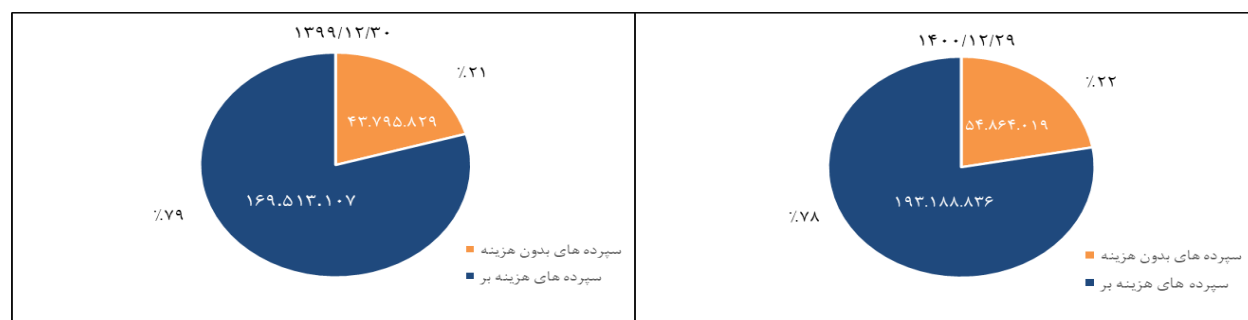 ۱۴۰۰/۱۲/۲۹
٪۲۲
۵۴.۸۶۴.۰۱۹
۱۹۳.۱۸۸.۸۳۶
٪۷۸
سپرده های بدون هزینه
سپرده های هزینه بر
۱۳۹۹/۱۲/۳۰
٪۲۱
۴۳.۷۹۵.۸۲۹
۱۶۹.۵۱۳.۱۰۷
٪۷۹
سپرده های بدون هزینه
سپرده های هزینه بر